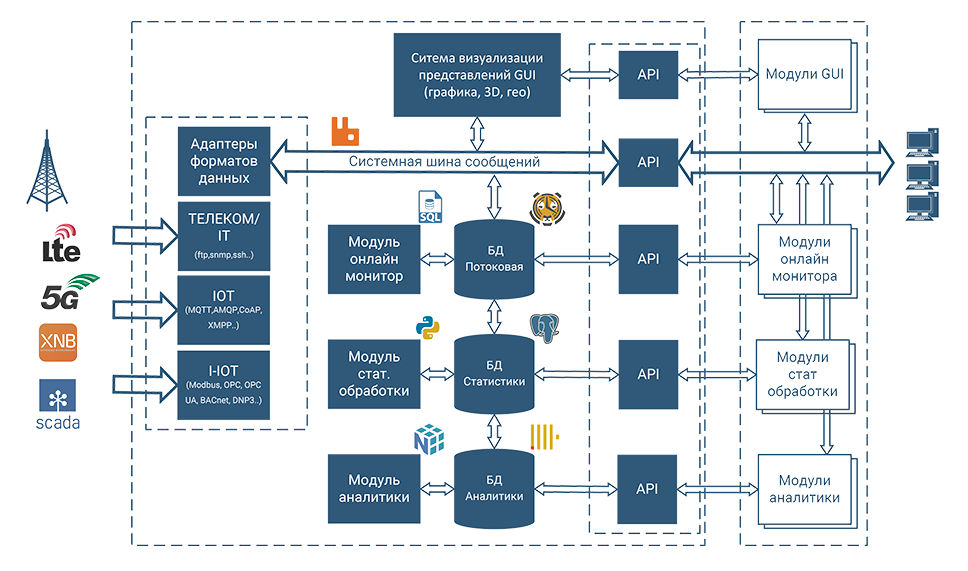 Ситема визуализации
представлений GUI
(графика, 3D, гео)
API
Модули GUI
Адаптеры
форматов
данных
Системная шина сообщений
API
Lte
5G
XNB
scada
ТЕЛЕКОМ/
IT
(ftp,snmp,ssh..)
IOT
(MQTT,AMQP,CoAP,
XMPP..)
I-IOT
(Modbus, OPC, OPC
UA, BACnet, DNP3..)
SQL
Модуль
онлайн
монитор
БД
Потоковая
API
Модули
онлайн
монитора
Модуль
стат.
обработки
БД
Статистики
API
Модули
стат
обработки
Модуль
аналитики
БД
Аналитики
API
Модули
аналитики